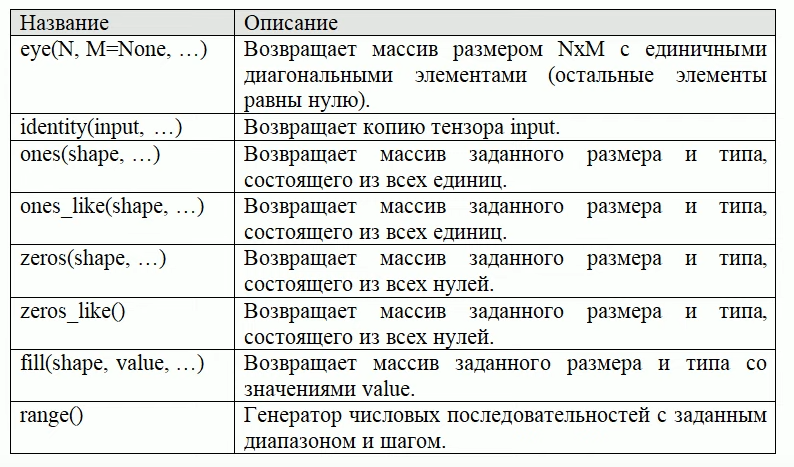 Название Описание
eye(N, M=None, …) Возвращает массив размером NxM с единичными
диагональными элементами (остальные элементы
равны нулю).
identity(input, …) Возвращает копию тензора input.
ones(shape, …) Возвращает массив заданного размера и типа,
состоящего из всех единиц.
ones_like(shape, …) Возвращает массив заданного размера и типа,
состоящего из всех единиц.
zeros(shape, …) Возвращает массив заданного размера и типа,
состоящего из всех нулей.
zeros_like() Возвращает массив заданного размера и типа,
состоящего из всех нулей.
fill(shape, value, …) Возвращает массив заданного размера и типа со
значениями value.
range() Генератор числовых последовательностей с заданным
диапазоном и шагом.